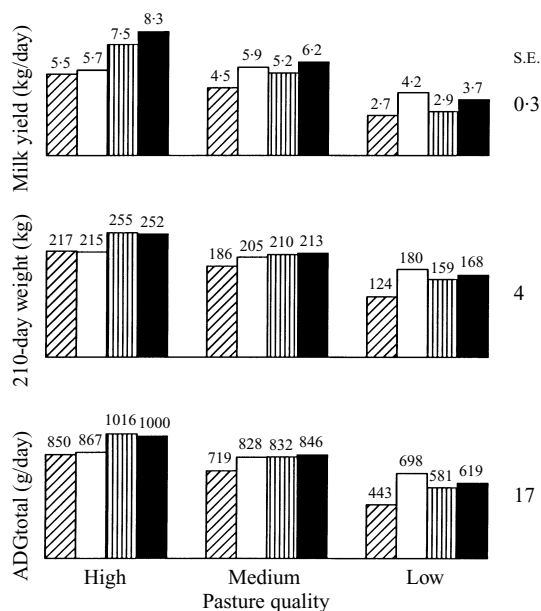 Milk yield (kg/day)
5·5 5·7 7·5 8·3
4·5 5·9 5·2 6·2
2·7 4·2 2·9 3·7
S.E.
0·3
210-day weight (kg)
217 215 255 252
186 205 210 213
124 180 159 168
4
ADGtotal (g/day)
850 867 1016 1000
719 828 832 846
443 698 581 619
17
High Medium Low
Pasture quality